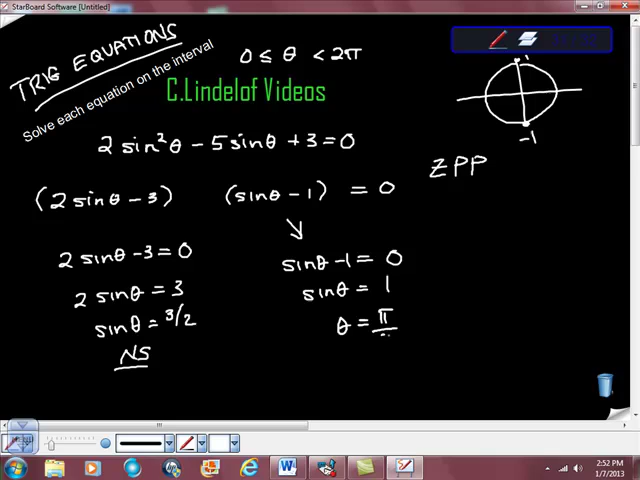 StarBoard Software [Untitled]
TRIG EQUATIONS
Solve each equation on the interval
0 ≤ θ < 2π
C.Lindelof Videos
2 sin²θ - 5 sinθ + 3 = 0
(2 sinθ - 3) (sinθ - 1) = 0
2 sinθ - 3 = 0
2 sinθ = 3
sinθ = 3/2
NS
sinθ - 1 = 0
sinθ = 1
θ = π
-1
ZPP
2:52 PM
1/7/2013